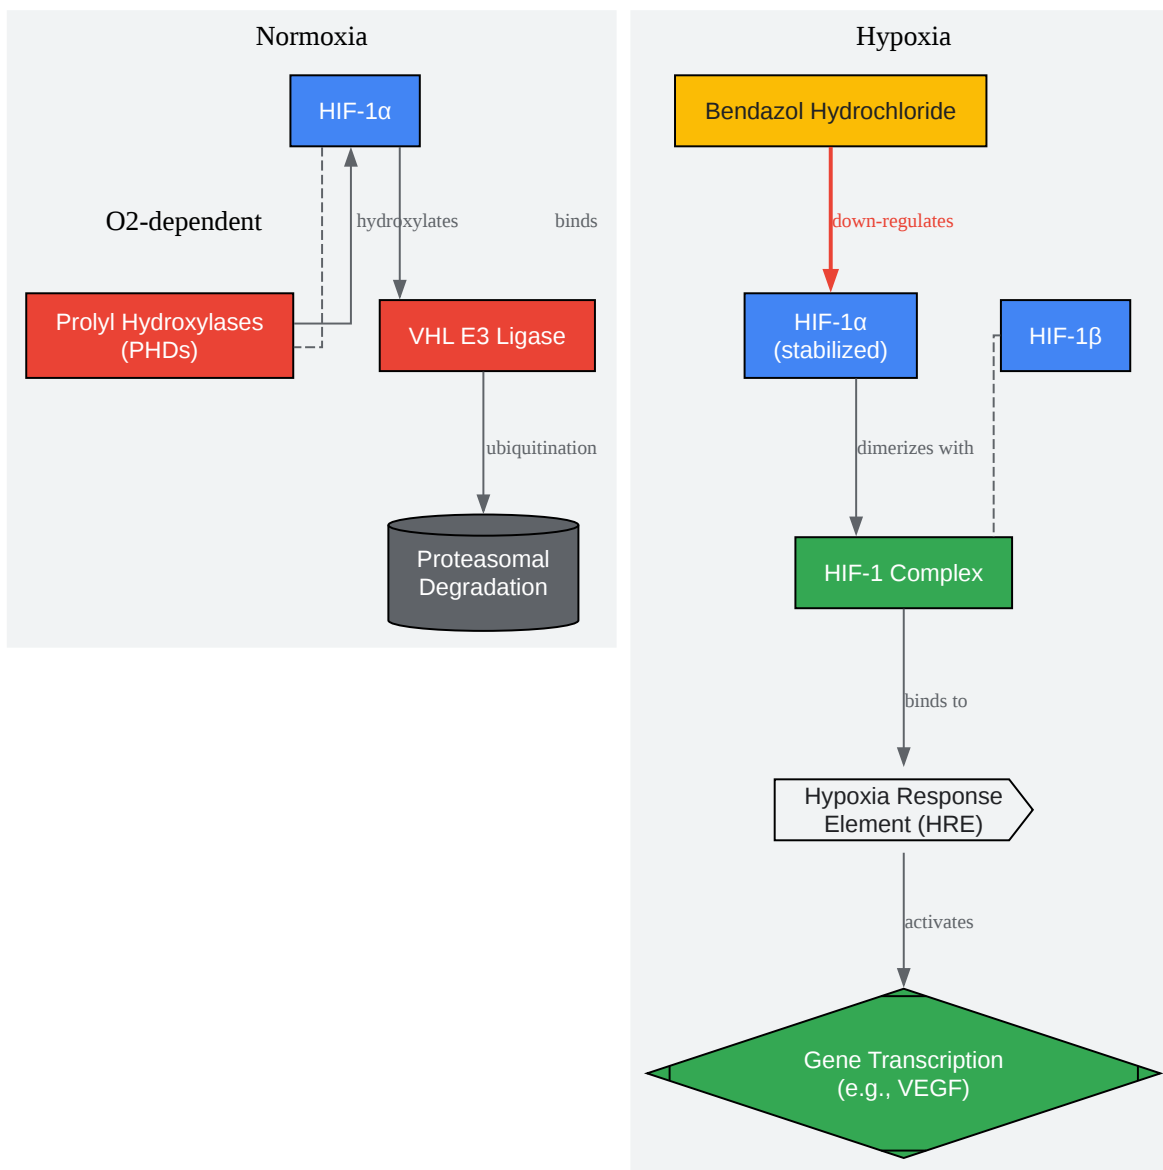 Normoxia
HIF-1α
O2-dependent
hydroxylates
binds
Prolyl Hydroxylases
(PHDs)
VHL E3 Ligase
ubiquitination
Proteasomal
Degradation
Hypoxia
Bendazol Hydrochloride
down-regulates
HIF-1α
(stabilized)
HIF-1β
dimerizes with
HIF-1 Complex
binds to
Hypoxia Response
Element (HRE)
activates
Gene Transcription
(e.g., VEGF)